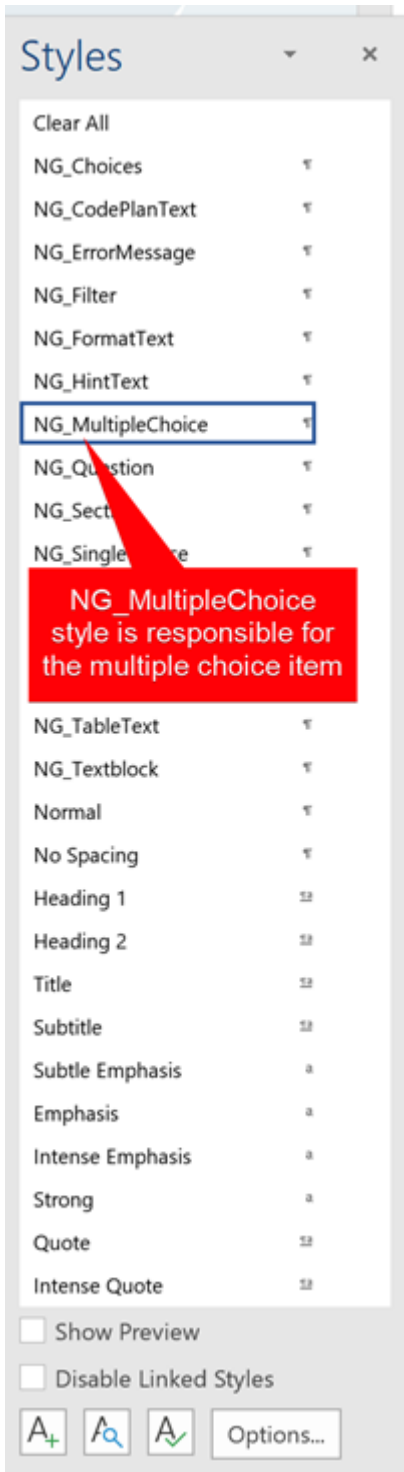 Styles
Clear All
NG_Choices ¶
NG_CodePlanText ¶
NG_ErrorMessage ¶
NG_Filter ¶
NG_FormatText ¶
NG_HintText ¶
NG_MultipleChoice ¶
NG_Question ¶
NG_Sect
NG_Single
NG_MultipleChoice
style is responsible for
the multiple choice item
NG_TableText ¶
NG_Textblock ¶
Normal ¶
No Spacing ¶
Heading 1 ¶a
Heading 2 ¶a
Title ¶a
Subtitle ¶a
Subtle Emphasis a
Emphasis a
Intense Emphasis a
Strong a
Quote ¶a
Intense Quote ¶a
Show Preview
Disable Linked Styles
Options...